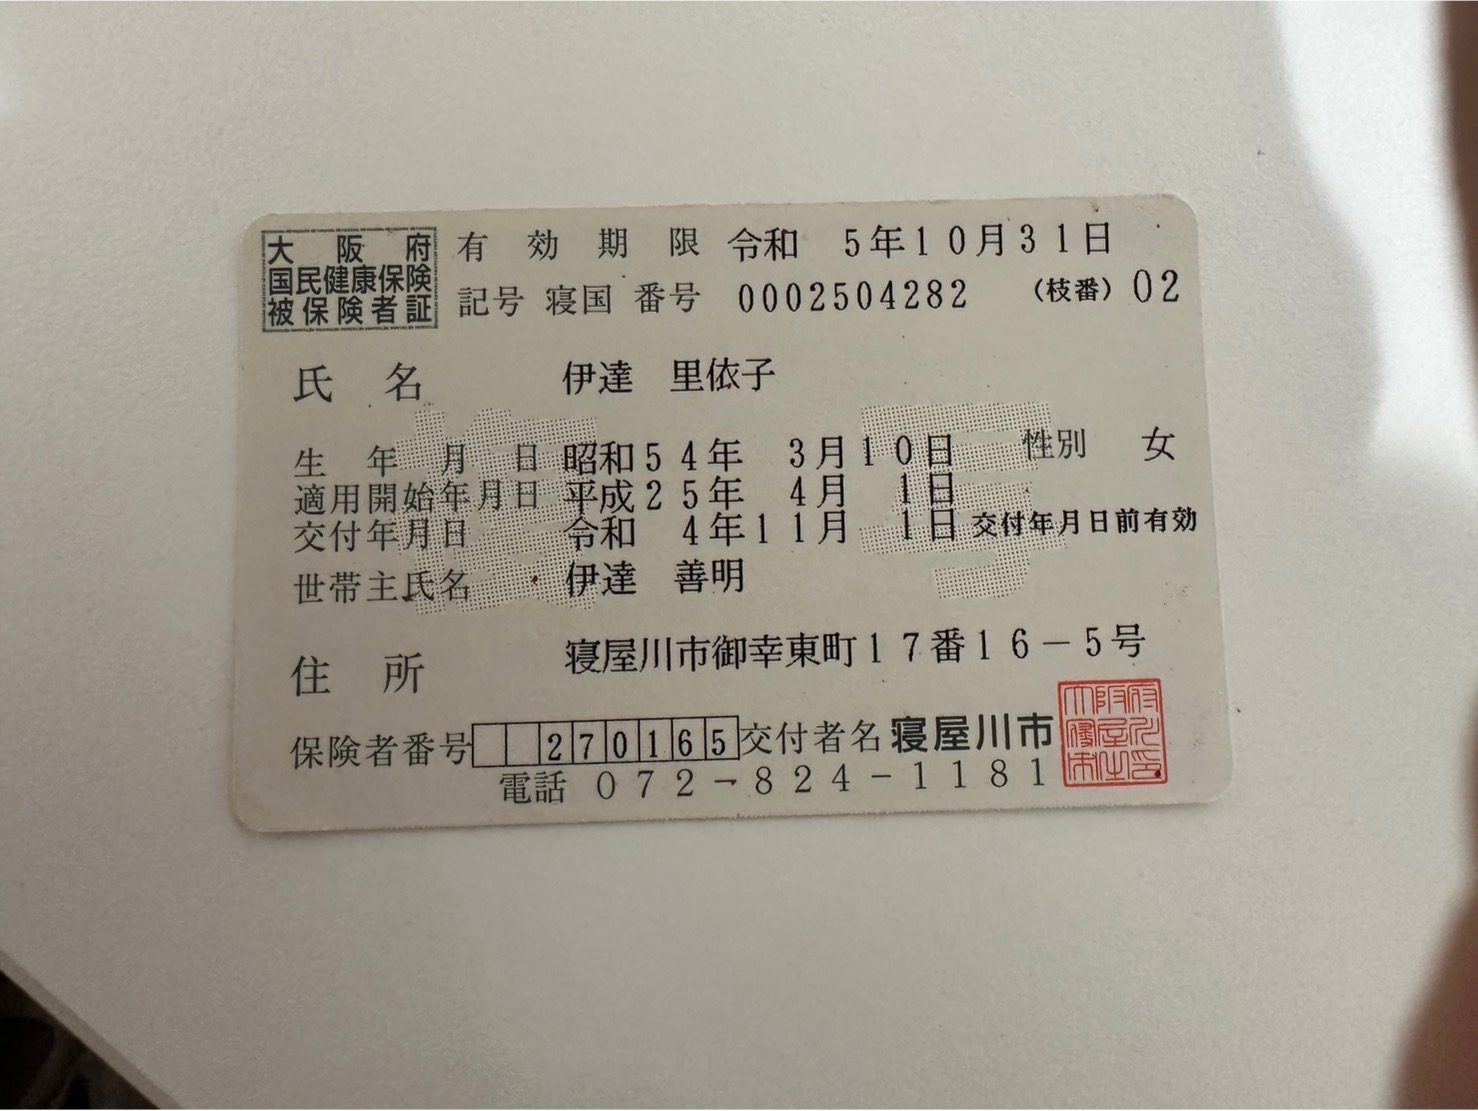 大阪府
国民健康保険
被保険者証
有効期限 令和 5年10月31日
記号 寝国 番号 0002504282 (枝番) 02
氏名 伊達 里依子
生年月日 昭和54年 3月10日 性別 女
適用開始年月日 平成25年 4月 1日
交付年月日 令和 4年11月 1日 交付年月日前有効
世帯主氏名 伊達 善明
住所 寝屋川市御幸東町17番16-5号
保険者番号 270165 交付者名 寝屋川市
電話 072-824-1181
複写